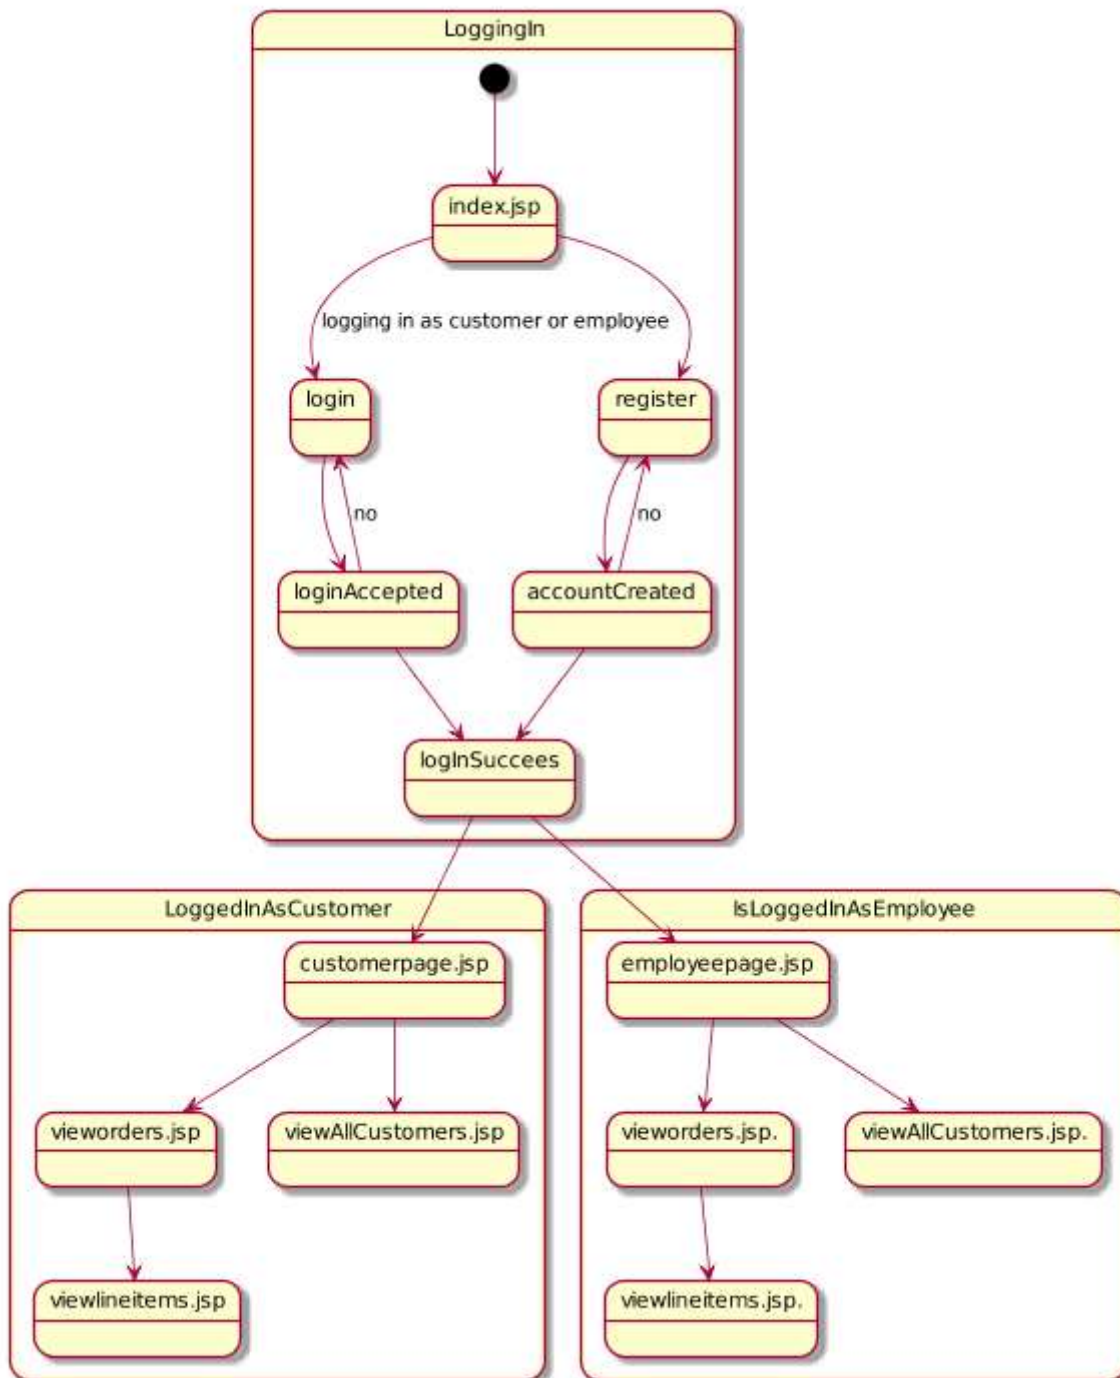 LoggingIn
index.jsp
logging in as customer or employee
login
register
no
no
loginAccepted
accountCreated
logInSuccees
LoggedInAsCustomer
IsLoggedInAsEmployee
customerpage.jsp
employeepage.jsp
vieworders.jsp
viewAllCustomers.jsp
vieworders.jsp.
viewAllCustomers.jsp.
viewlineitems.jsp
viewlineitems.jsp.